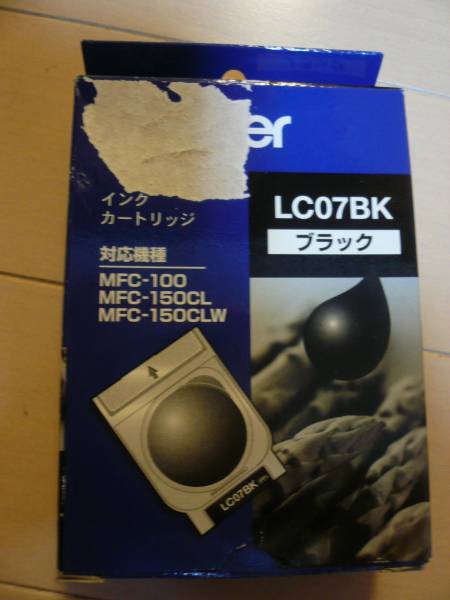 er
LC07BK
ブラック
インク
カートリッジ
対応機種
MFC-100
MFC-150CL
MFC-150CLW
LC07BK